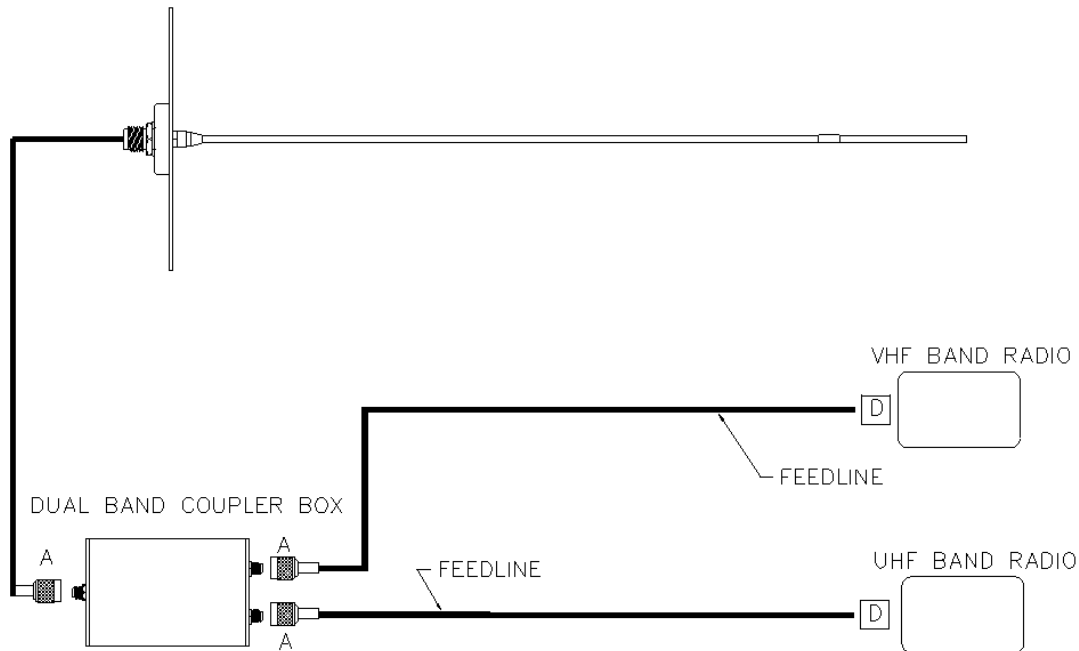 VHF BAND RADIO
D
FEEDLINE
DUAL BAND COUPLER BOX
A
A
FEEDLINE
UHF BAND RADIO
D
A